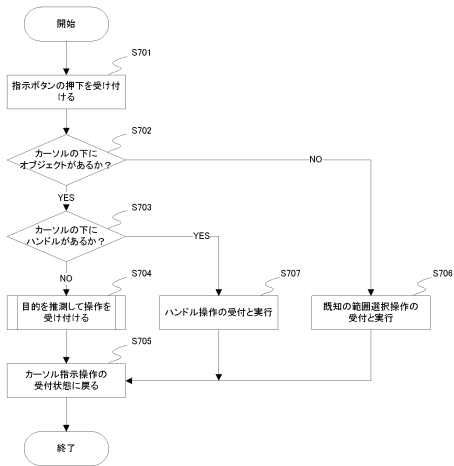 開始
S701
指示ボタンの押下を受け付
ける
S702
カーソルの下に
オブジェクトがあるか？
NO
YES
S703
カーソルの下に
ハンドルがあるか？
YES
NO
S704
目的を推測して操作を
受け付ける
S707
ハンドル操作の受付と実行
S706
既知の範囲選択操作の
受付と実行
S705
カーソル指示操作の
受付状態に戻る
終了